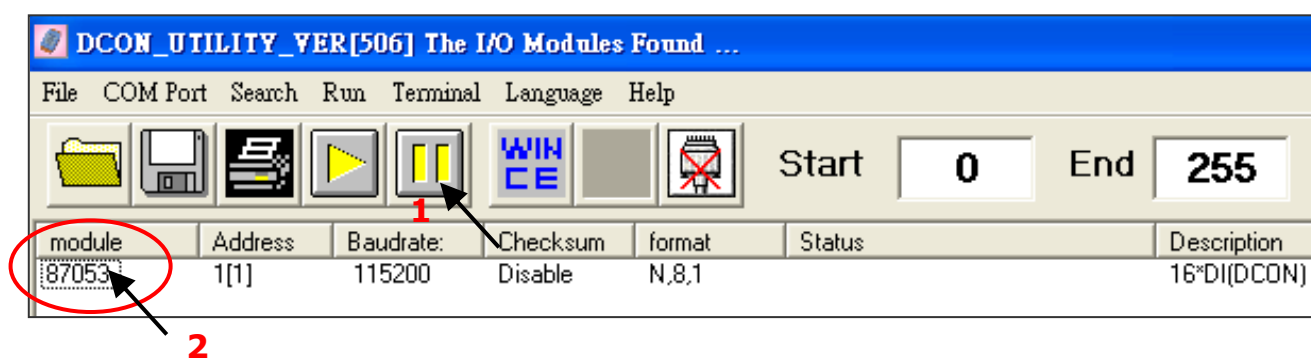 DCON_UTILITY_VER[506] The I/O Modules Found ...
File COM Port Search Run Terminal Language Help
WIN
CE
Start 0 End 255
1
module Address Baudrate: Checksum format Status Description
87053 1[1] 115200 Disable N,8,1 16*DI(DCON)
2